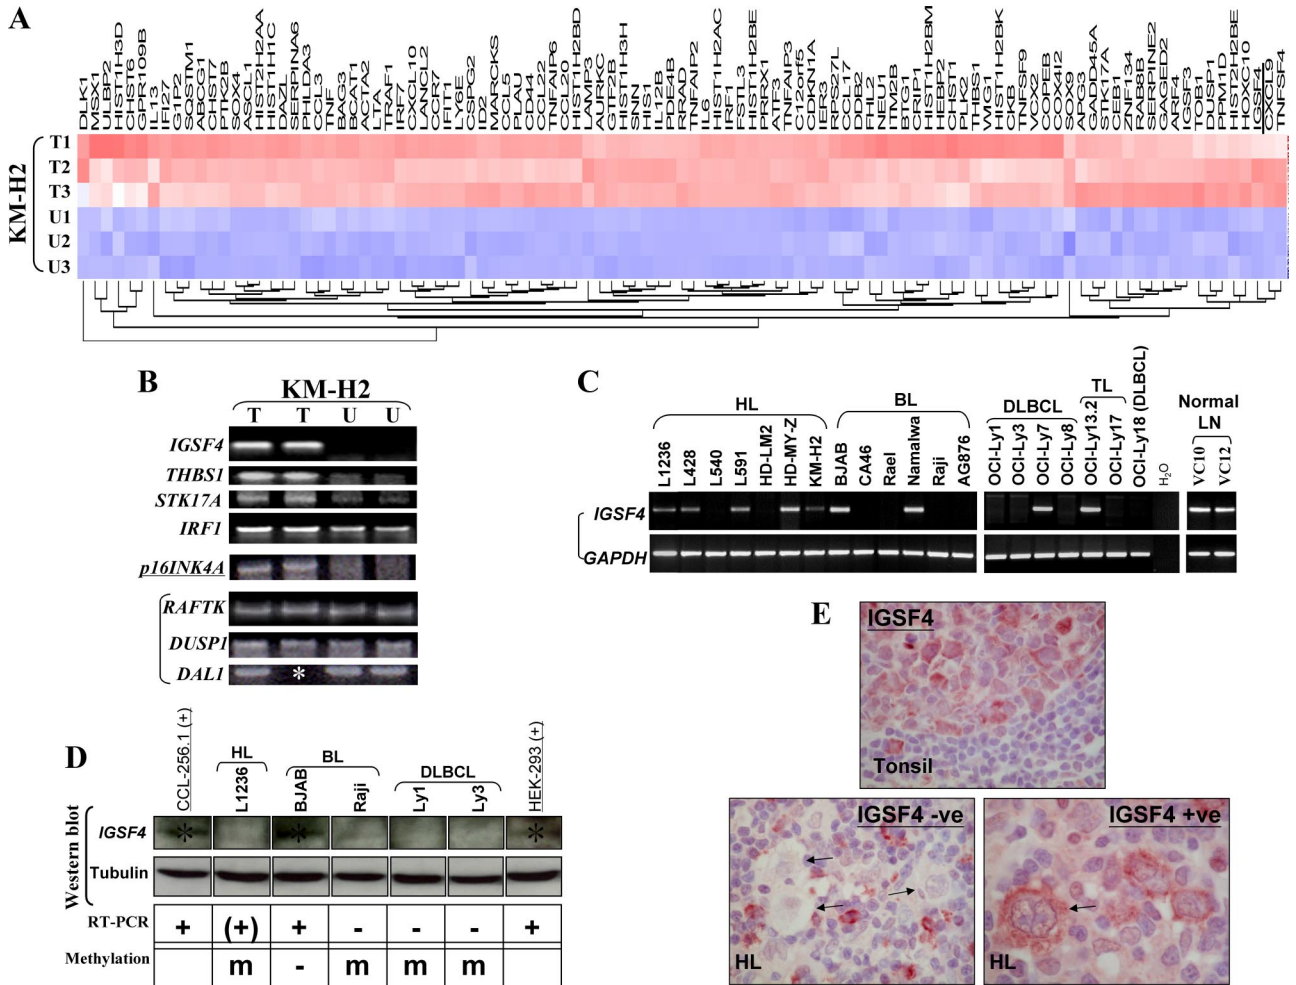 A
DLK1
MSX1
ULBP2
HIST1H3D
CHST6
FKSG
IL13
IFI27
G1P2
SQSTM1
ABCG1
CHST7
SOX4
ASCL1
HIST2H2AA
HIST1H1C
DAZL
SERPINA6
PHLDA3
CCL3
TNF
BAG3
BCAT1
ACTA2
LTA
TRAF1
IRF7
CXCL10
LANCL2
CCR7
IFIT1
LY6E
CSPG2
ID2
MARCKS
PLAU
CD44
CCL22
TNFAIP6
CCL20
HIST1H2BD
LAMP3
AURKC
GTF2B
HIST1H3H
SNN
IL1B
PDE4B
RRAD
TNFAIP2
IL6
HIST1H2AC
IRF1
FSTL3
HIST1H2BE
PRRX1
ATF3
TNFAIP3
C12orf5
CDKN1A
IER3
RPS27L
CCL17
DDB2
FHL2
NEU1
ITM2B
BTG1
CRIP1
HIST1H2BM
HEBP2
CHRT1
PLK2
THBS1
WIG1
HIST1H2BK
CKB
TNFSF9
VCX2
COPEB
COX4I2
SOX9
APG3
GADD45A
STK17A
CEB1
ZNF134
RAB8B
SERPINE2
SPRED2
ARF4
IGSF3
TOB1
DUSP1
PPM1D
HIST1H2BE
HOXC10
IGSF4
CXCL9
TNFSF4
KM-H2
T1
T2
T3
U1
U2
U3
B
KM-H2
T T U U
IGSF4
THBS1
STK17A
IRF1
p16INK4A
RAFTK
DUSP1
DAL1 *
C
HL BL DLBCL TL Normal LN
L1236 L428 L540 L591 HD-LM2 HD-MY-Z KM-H2 BJAB CA46 Rael Namalwa Raji AG876 OCI-Ly1 OCI-Ly3 OCI-Ly7 OCI-Ly8 OCI-Ly13.2 OCI-Ly17 OCI-Ly18 (DLBCL) H2O VC10 VC12
IGSF4
GAPDH
D
HL BL DLBCL
CCL-256.1 (+) L1236 BJAB Raji Ly1 Ly3 HEK-293 (+)
Western blot
IGSF4 * * *
Tubulin
RT-PCR + (+) + - - - +
Methylation m - m m m
E
IGSF4
Tonsil
IGSF4 -ve
HL
IGSF4 +ve
HL